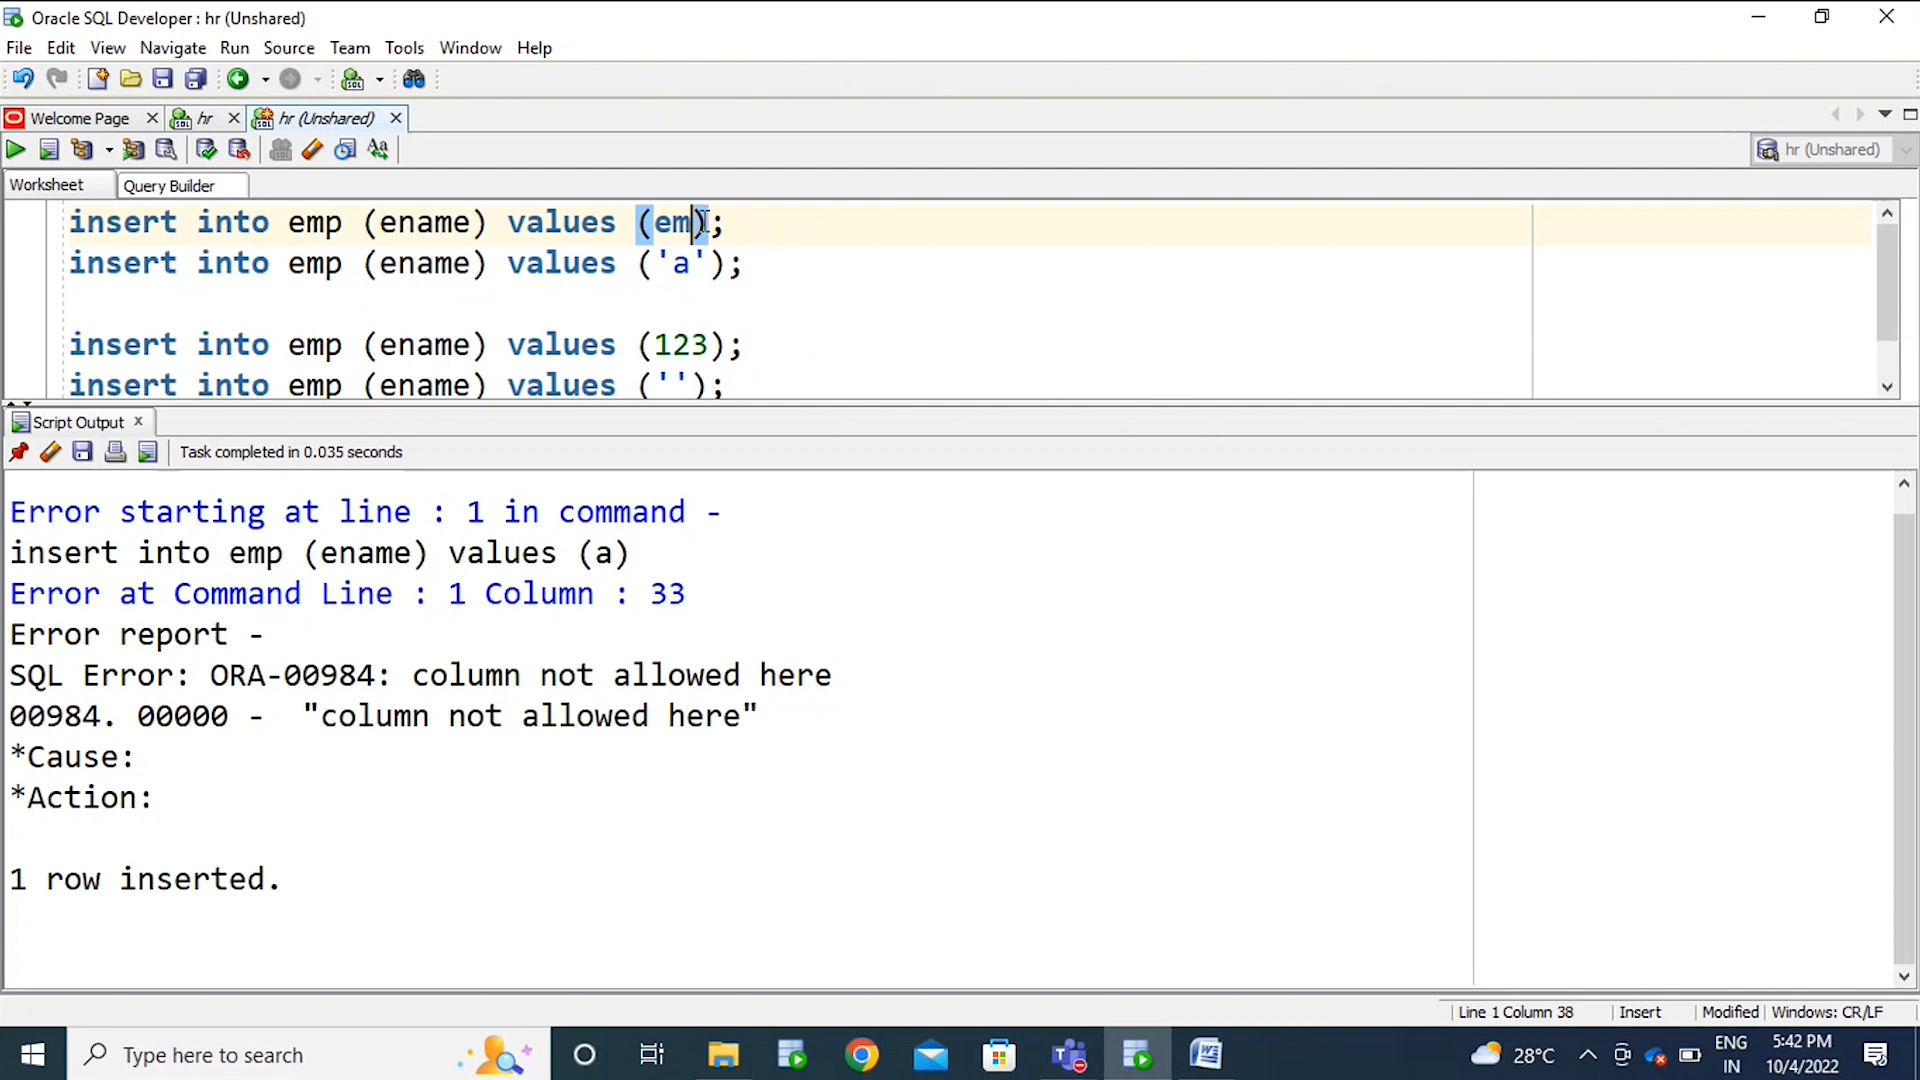 Oracle SQL Developer : hr (Unshared)
File Edit View Navigate Run Source Team Tools Window Help
Welcome Page hr hr (Unshared)
hr (Unshared)
Worksheet Query Builder
insert into emp (ename) values (em);
insert into emp (ename) values ('a');
insert into emp (ename) values (123);
insert into emp (ename) values ('');
Script Output
Task completed in 0.035 seconds
Error starting at line : 1 in command -
insert into emp (ename) values (a)
Error at Command Line : 1 Column : 33
Error report -
SQL Error: ORA-00984: column not allowed here
00984. 00000 - "column not allowed here"
*Cause:
*Action:
1 row inserted.
Line 1 Column 38 Insert Modified Windows: CR/LF
Type here to search
28°C
ENG
IN
5:42 PM
10/4/2022